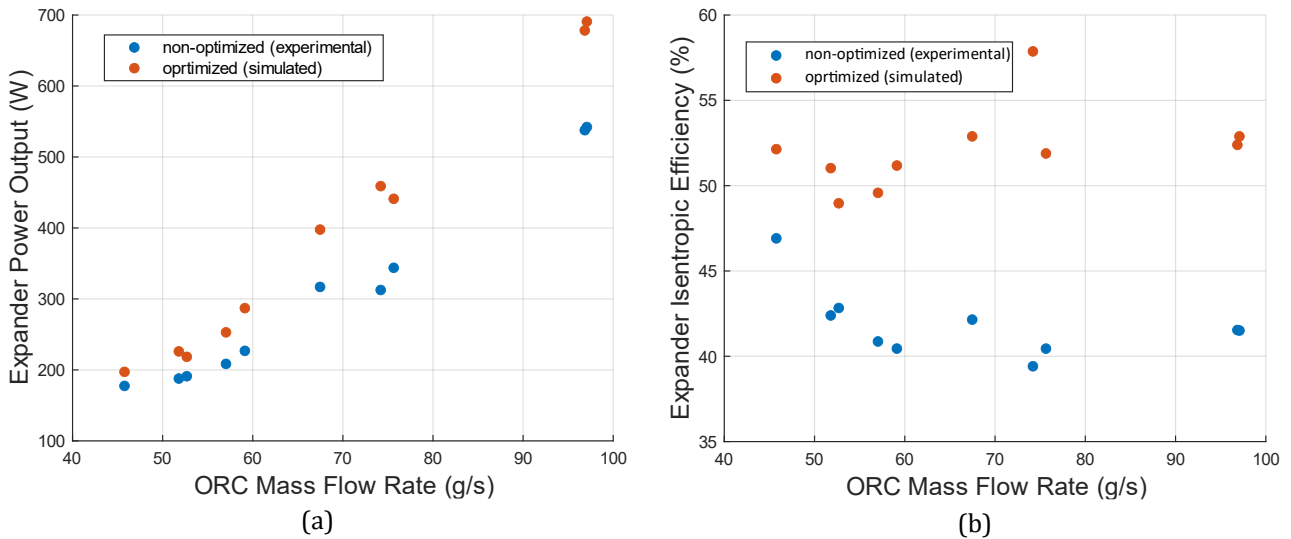 Expander Power Output (W)
700
600
500
400
300
200
100
non-optimized (experimental)
oprtimized (simulated)
40 50 60 70 80 90 100
ORC Mass Flow Rate (g/s)
(a)
Expander Isentropic Efficiency (%)
60
55
50
45
40
35
non-optimized (experimental)
oprtimized (simulated)
40 50 60 70 80 90 100
ORC Mass Flow Rate (g/s)
(b)